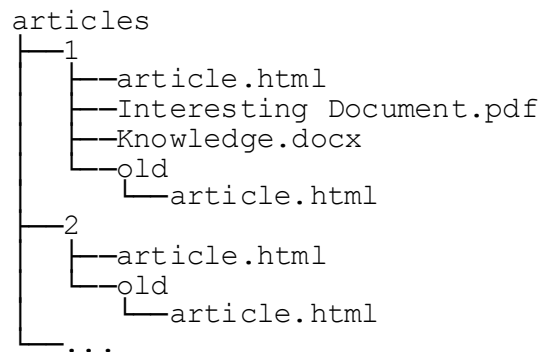 articles
1
article.html
Interesting Document.pdf
Knowledge.docx
old
article.html
2
article.html
old
article.html
...